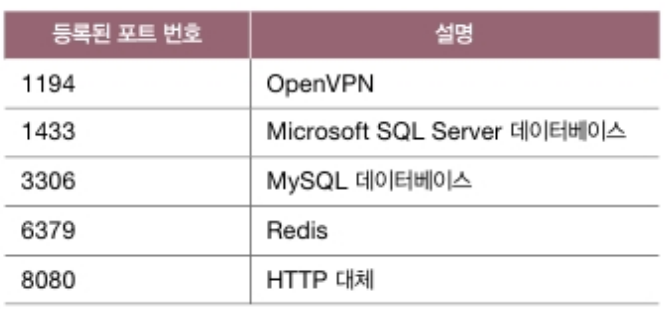 등록된 포트 번호 설명
1194 OpenVPN
1433 Microsoft SQL Server 데이터베이스
3306 MySQL 데이터베이스
6379 Redis
8080 HTTP 대체